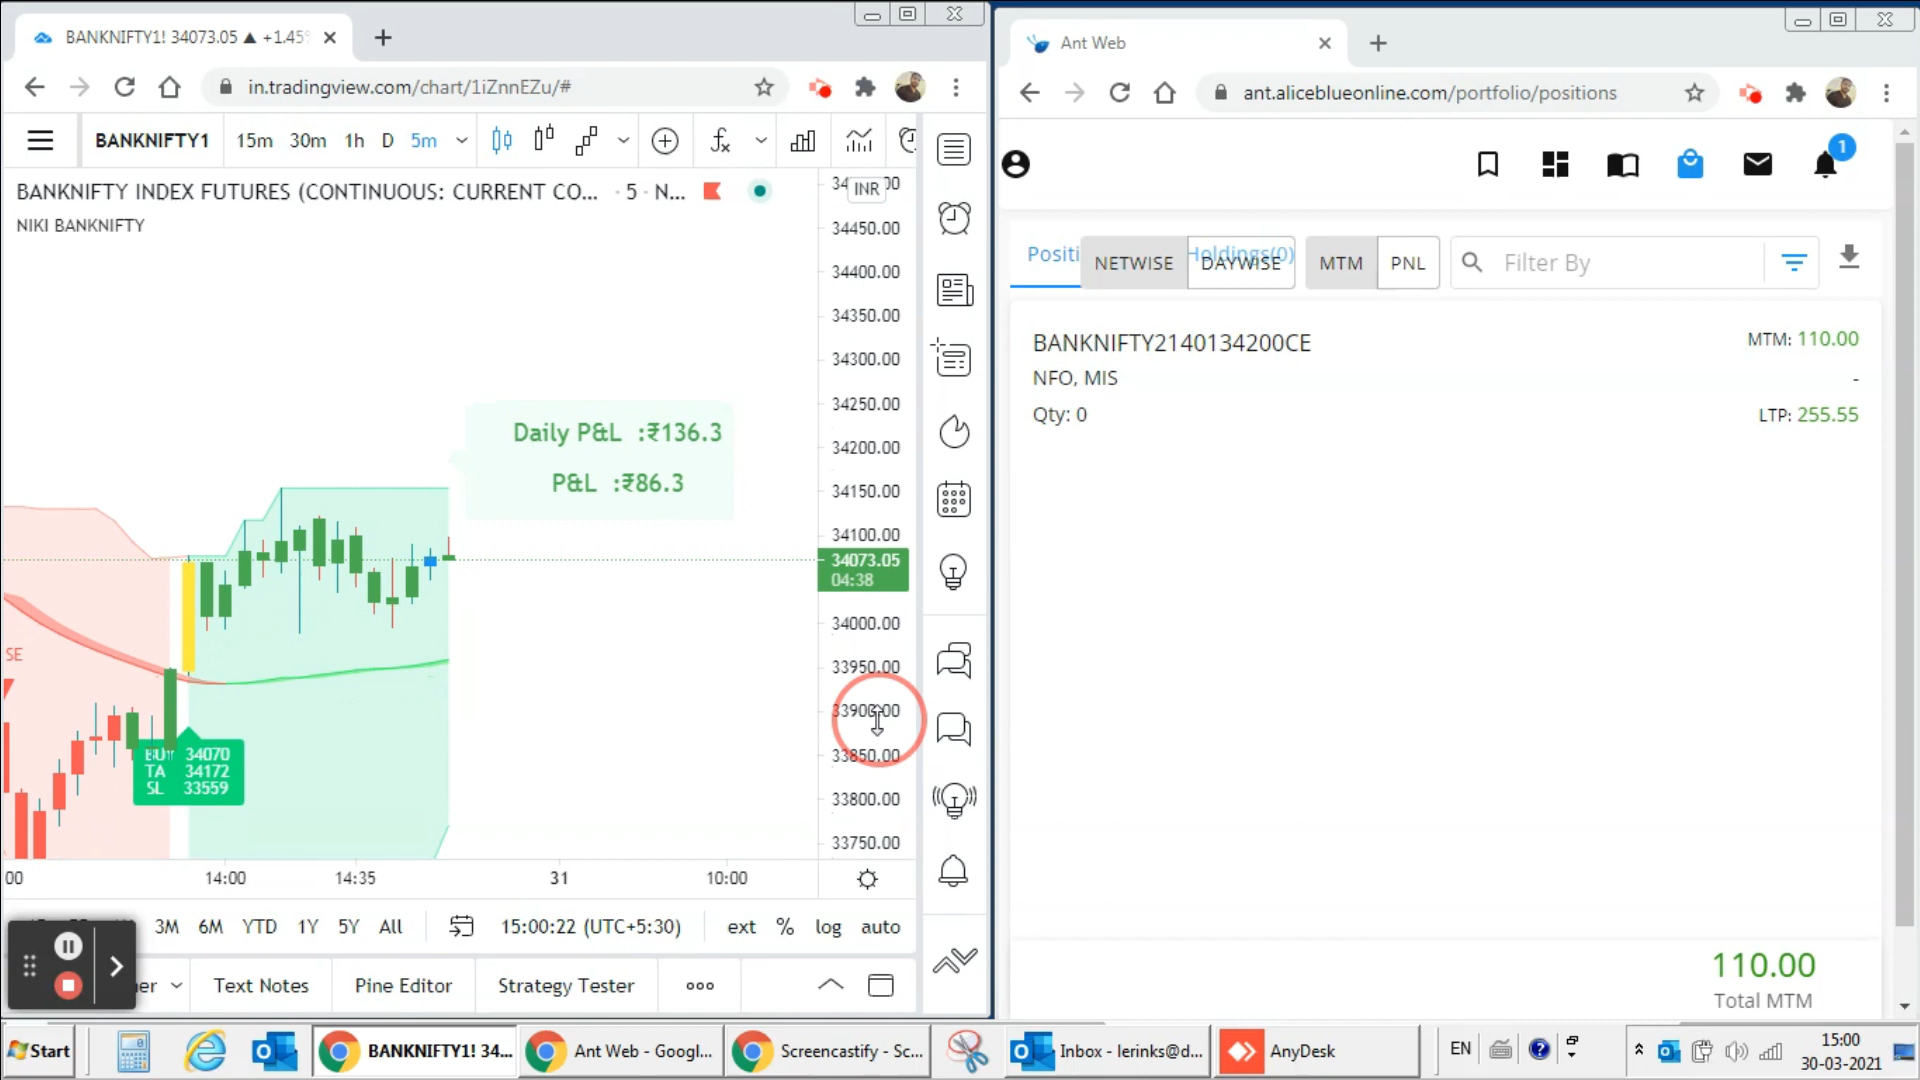 BANKNIFTY1! 34073.05 ▲ +1.45%
in.tradingview.com/chart/1iZnnEZu/#
BANKNIFTY1 15m 30m 1h D 5m
BANKNIFTY INDEX FUTURES (CONTINUOUS: CURRENT CO... · 5 · N...
NIKI BANKNIFTY
INR
34450.00
34400.00
34350.00
34300.00
34250.00
34200.00
34150.00
34100.00
34073.05
04:38
34000.00
33950.00
33900.00
33850.00
33800.00
33750.00
Daily P&L :₹136.3
P&L :₹86.3
SE
BUY 34070
TA 34172
SL 33559
00 14:00 14:35 31 10:00
3M 6M YTD 1Y 5Y All 15:00:22 (UTC+5:30) ext % log auto
er Text Notes Pine Editor Strategy Tester
Ant Web
ant.aliceblueonline.com/portfolio/positions
1
Positi NETWISE Holdings(0) DAYWISE MTM PNL Filter By
BANKNIFTY2140134200CE MTM: 110.00
NFO, MIS -
Qty: 0 LTP: 255.55
110.00
Total MTM
Start BANKNIFTY1! 34... Ant Web - Googl... Screencastify - Sc... Inbox - lerinks@d... AnyDesk EN 15:00
30-03-2021